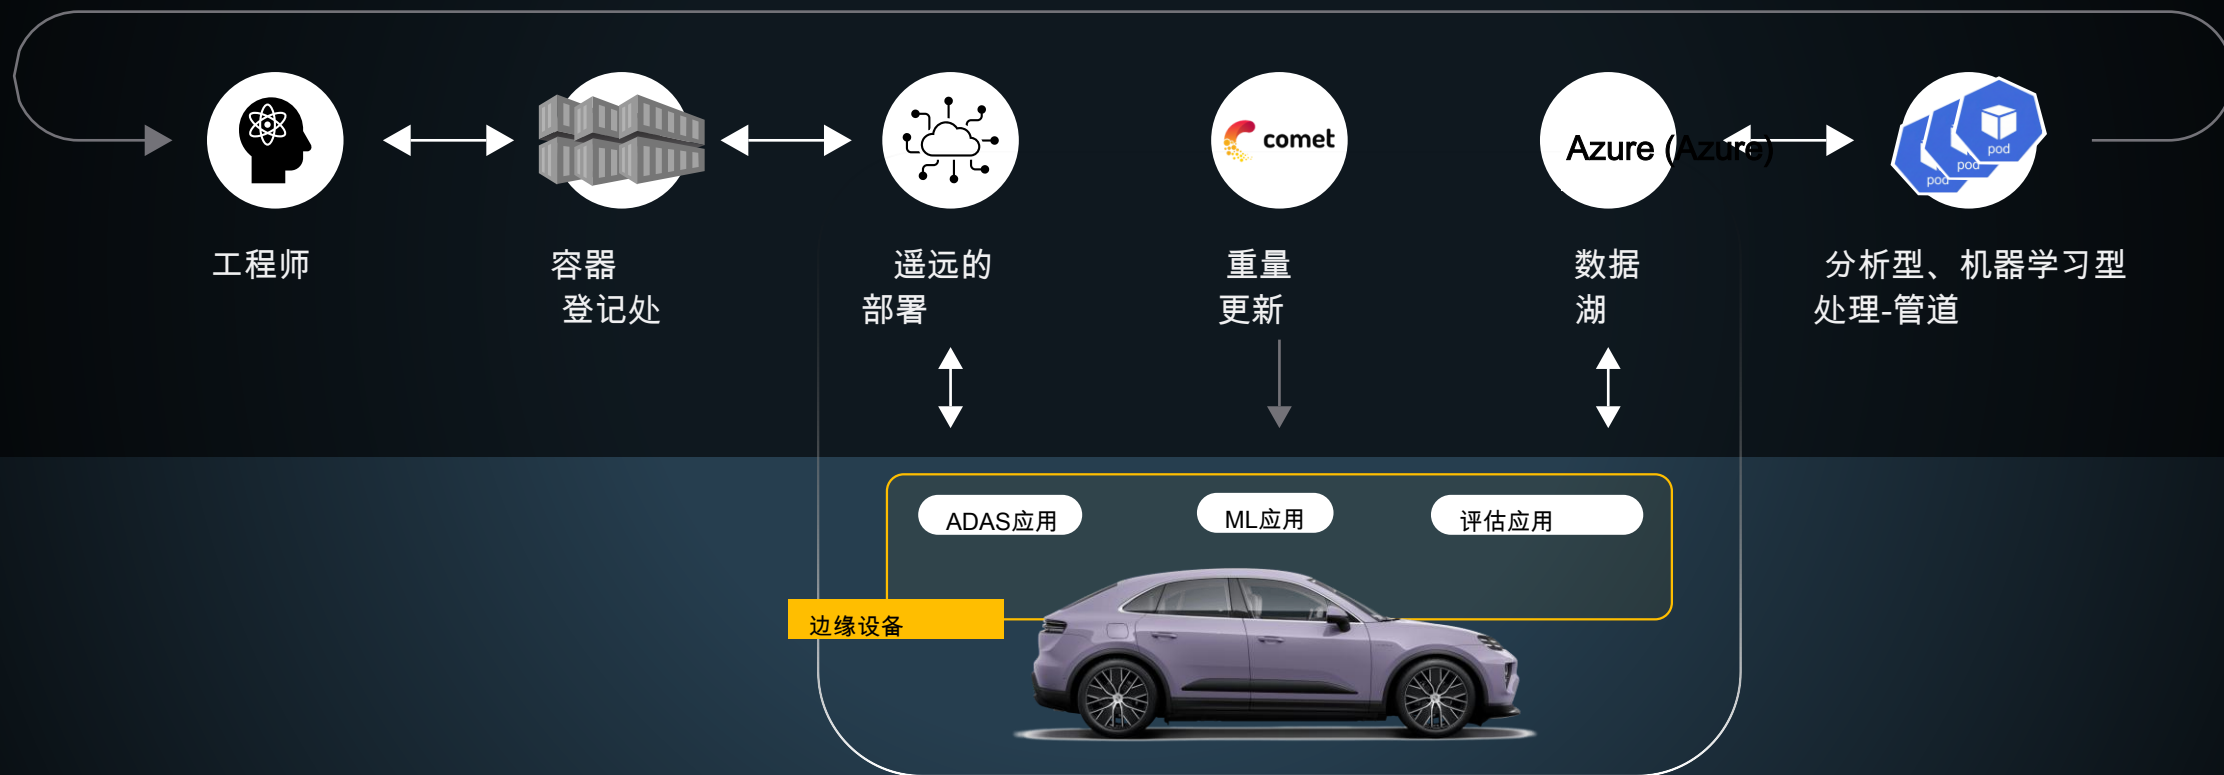 comet
Azure (Azure)
pod
pod
pod
工程师
容器
登记处
遥远的
部署
重量
更新
数据
湖
分析型、机器学习型
处理-管道
ADAS应用
ML应用
评估应用
边缘设备